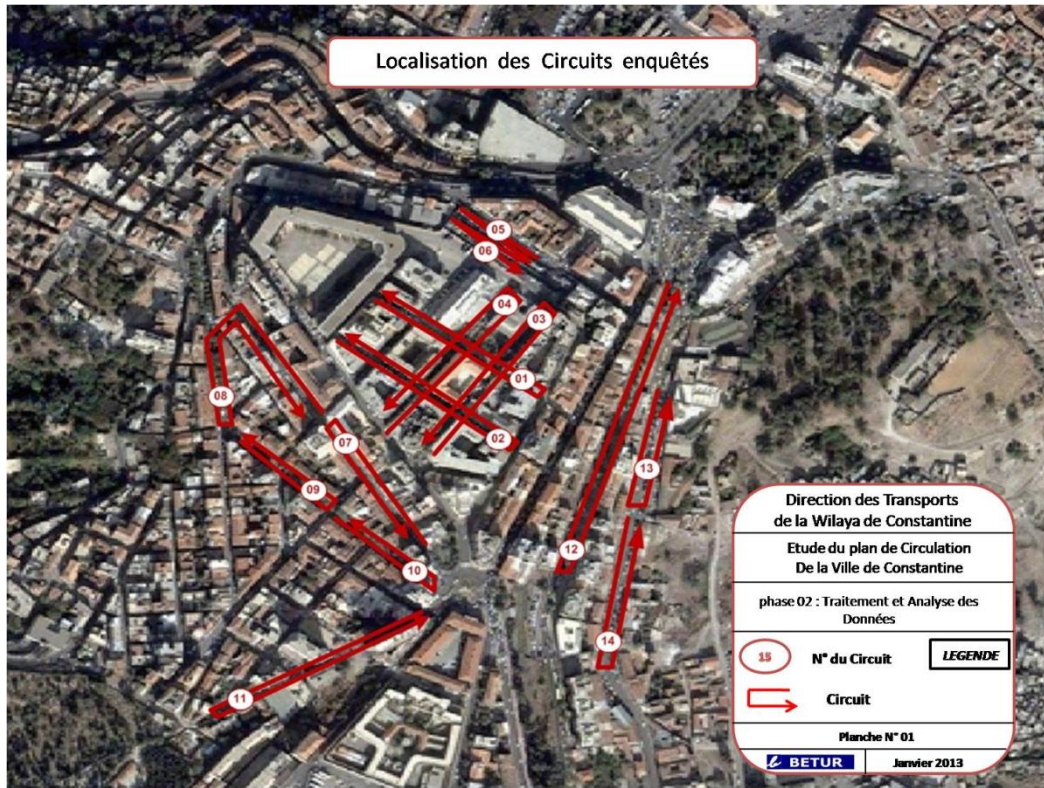 Localisation des Circuits enquêtés
05
06
04
03
01
08
02
07
09
13
12
10
14
11
Direction des Transports
de la Wilaya de Constantine
Etude du plan de Circulation
De la Ville de Constantine
phase 02 : Traitement et Analyse des
Données
15 N° du Circuit LEGENDE
Circuit
Planche N° 01
BETUR Janvier 2013